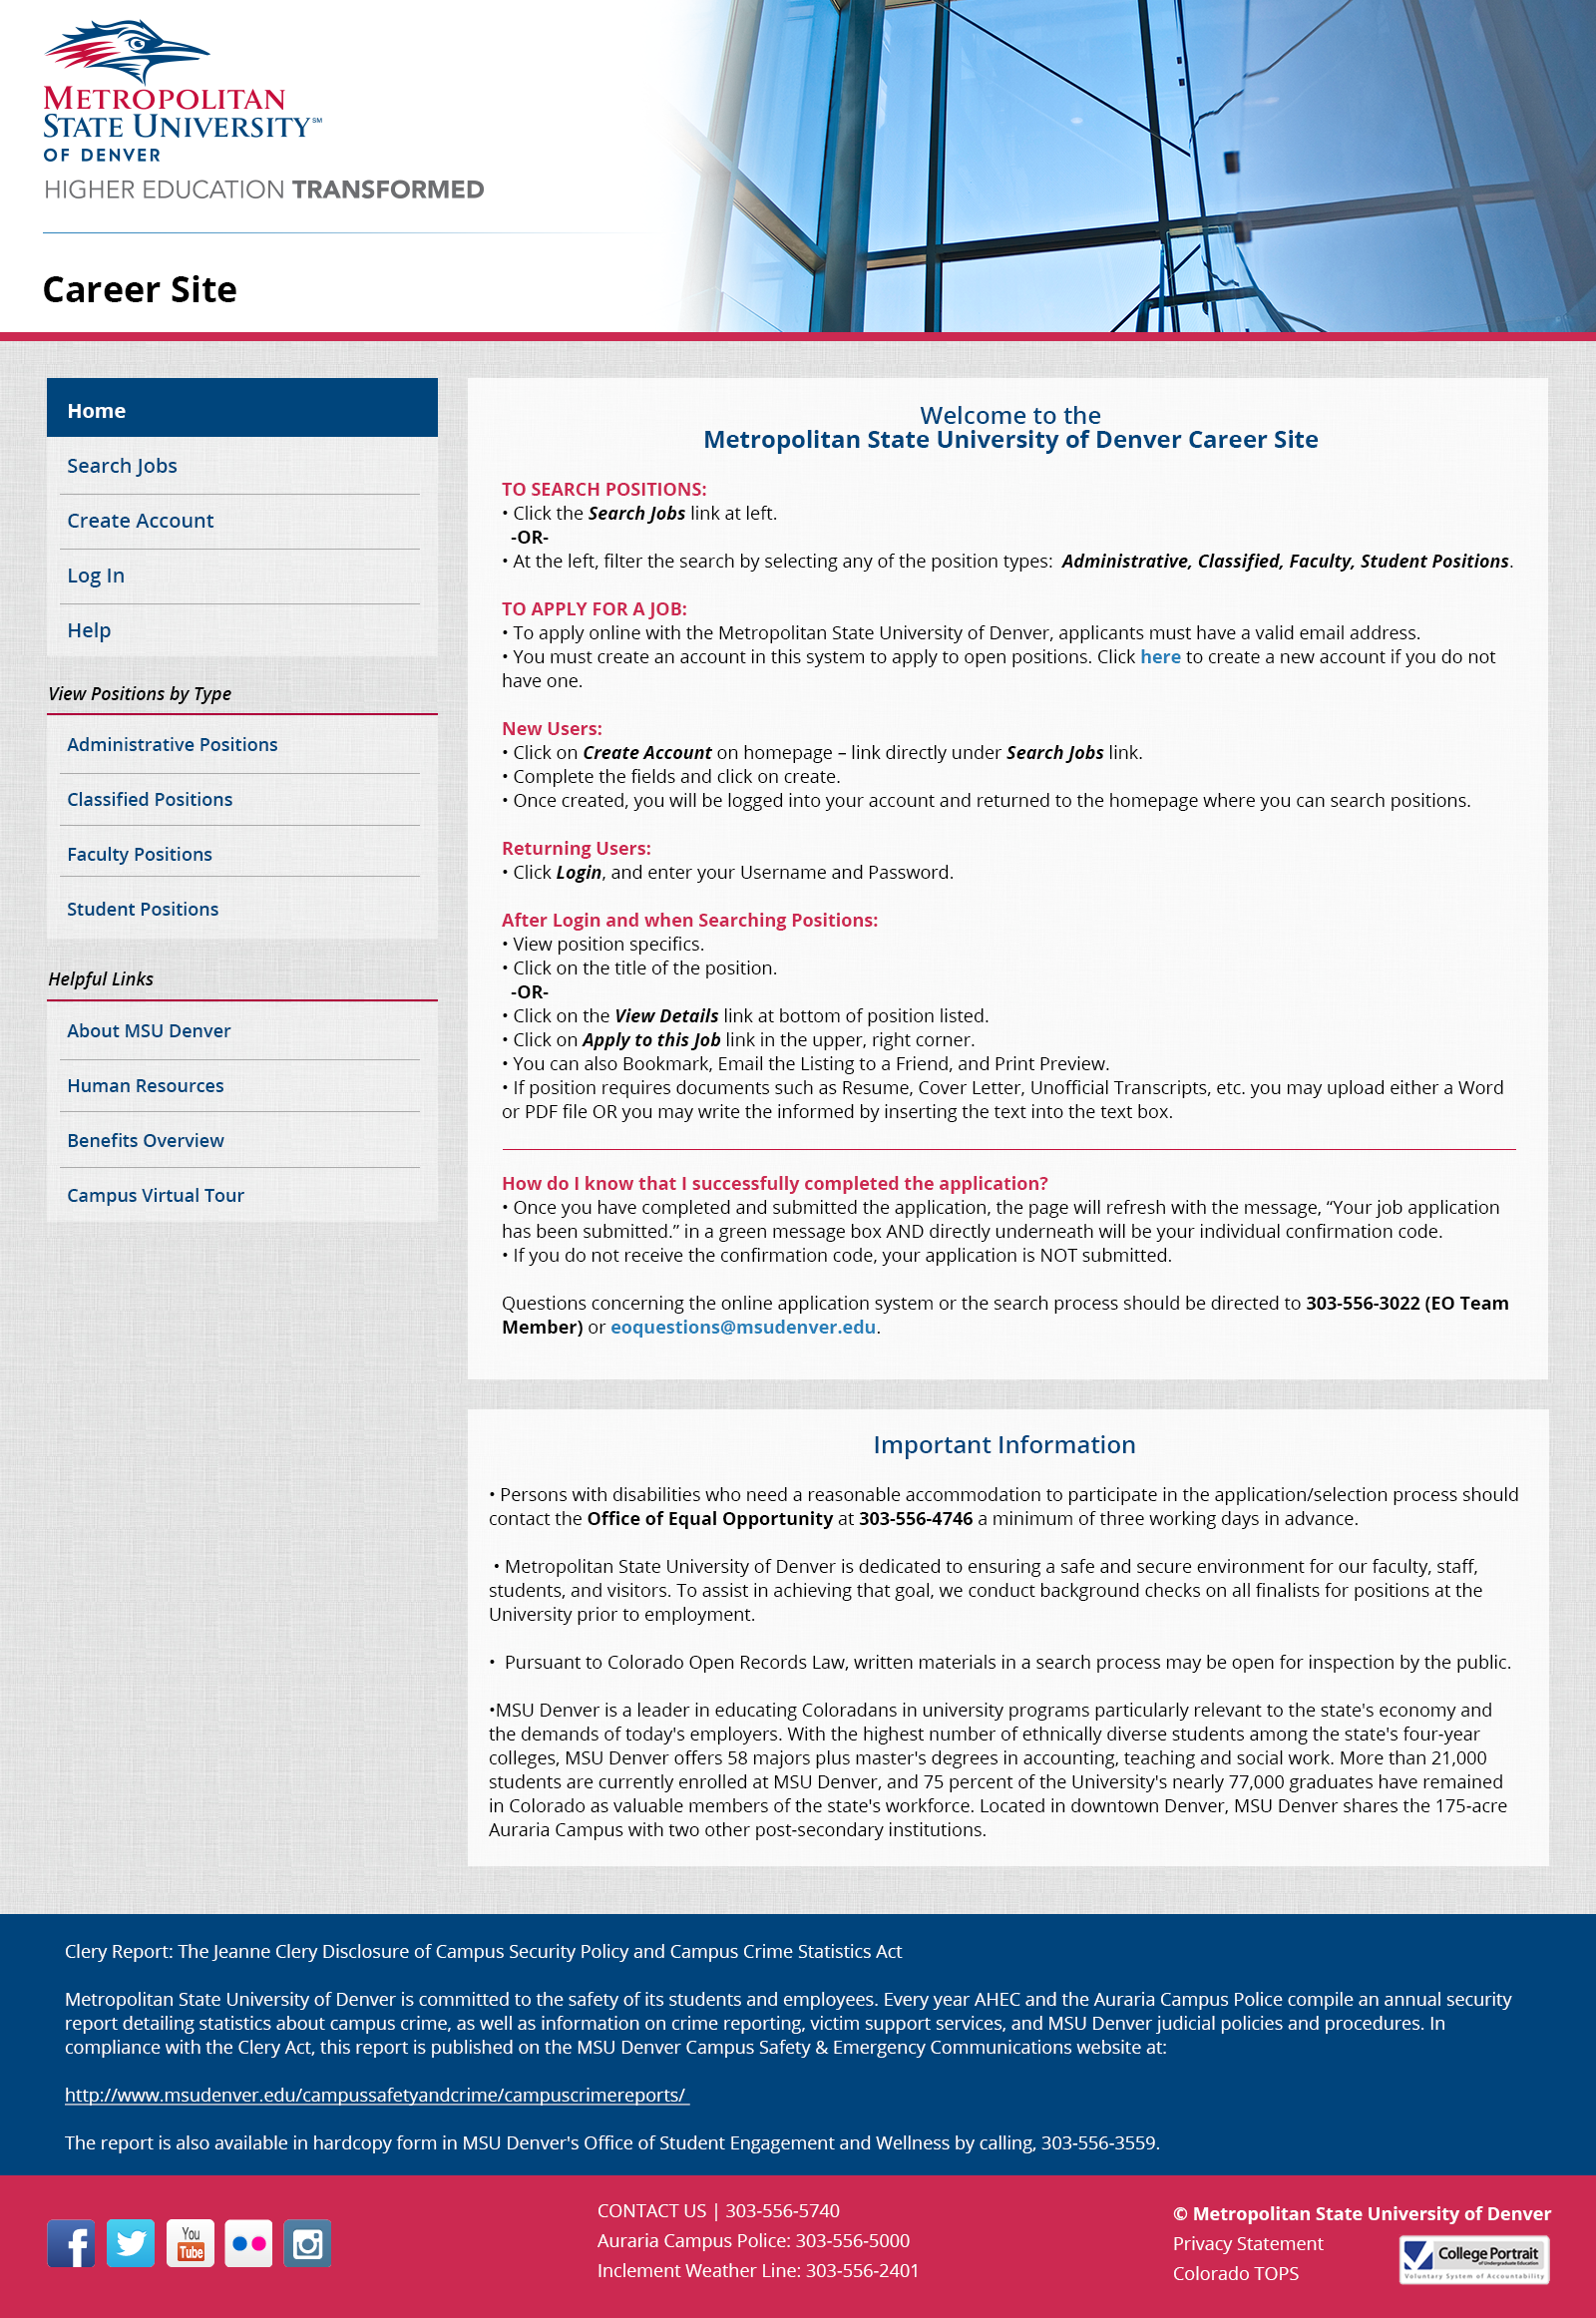 METROPOLITAN
STATE UNIVERSITY℠
OF DENVER
HIGHER EDUCATION TRANSFORMED
Career Site
Home
Search Jobs
Create Account
Log In
Help
View Positions by Type
Administrative Positions
Classified Positions
Faculty Positions
Student Positions
Helpful Links
About MSU Denver
Human Resources
Benefits Overview
Campus Virtual Tour
Welcome to the
Metropolitan State University of Denver Career Site
TO SEARCH POSITIONS:
• Click the Search Jobs link at left.
-OR-
• At the left, filter the search by selecting any of the position types: Administrative, Classified, Faculty, Student Positions.
TO APPLY FOR A JOB:
• To apply online with the Metropolitan State University of Denver, applicants must have a valid email address.
• You must create an account in this system to apply to open positions. Click here to create a new account if you do not
have one.
New Users:
• Click on Create Account on homepage – link directly under Search Jobs link.
• Complete the fields and click on create.
• Once created, you will be logged into your account and returned to the homepage where you can search positions.
Returning Users:
• Click Login, and enter your Username and Password.
After Login and when Searching Positions:
• View position specifics.
• Click on the title of the position.
-OR-
• Click on the View Details link at bottom of position listed.
• Click on Apply to this Job link in the upper, right corner.
• You can also Bookmark, Email the Listing to a Friend, and Print Preview.
• If position requires documents such as Resume, Cover Letter, Unofficial Transcripts, etc. you may upload either a Word
or PDF file OR you may write the informed by inserting the text into the text box.
How do I know that I successfully completed the application?
• Once you have completed and submitted the application, the page will refresh with the message, “Your job application
has been submitted.” in a green message box AND directly underneath will be your individual confirmation code.
• If you do not receive the confirmation code, your application is NOT submitted.
Questions concerning the online application system or the search process should be directed to 303-556-3022 (EO Team
Member) or eoquestions@msudenver.edu.
Important Information
• Persons with disabilities who need a reasonable accommodation to participate in the application/selection process should
contact the Office of Equal Opportunity at 303-556-4746 a minimum of three working days in advance.
• Metropolitan State University of Denver is dedicated to ensuring a safe and secure environment for our faculty, staff,
students, and visitors. To assist in achieving that goal, we conduct background checks on all finalists for positions at the
University prior to employment.
• Pursuant to Colorado Open Records Law, written materials in a search process may be open for inspection by the public.
•MSU Denver is a leader in educating Coloradans in university programs particularly relevant to the state's economy and
the demands of today's employers. With the highest number of ethnically diverse students among the state's four-year
colleges, MSU Denver offers 58 majors plus master's degrees in accounting, teaching and social work. More than 21,000
students are currently enrolled at MSU Denver, and 75 percent of the University's nearly 77,000 graduates have remained
in Colorado as valuable members of the state's workforce. Located in downtown Denver, MSU Denver shares the 175-acre
Auraria Campus with two other post-secondary institutions.
Clery Report: The Jeanne Clery Disclosure of Campus Security Policy and Campus Crime Statistics Act
Metropolitan State University of Denver is committed to the safety of its students and employees. Every year AHEC and the Auraria Campus Police compile an annual security
report detailing statistics about campus crime, as well as information on crime reporting, victim support services, and MSU Denver judicial policies and procedures. In
compliance with the Clery Act, this report is published on the MSU Denver Campus Safety & Emergency Communications website at:
http://www.msudenver.edu/campussafetyandcrime/campuscrimereports/
The report is also available in hardcopy form in MSU Denver's Office of Student Engagement and Wellness by calling, 303-556-3559.
You
Tube
CONTACT US | 303-556-5740
Auraria Campus Police: 303-556-5000
Inclement Weather Line: 303-556-2401
© Metropolitan State University of Denver
Privacy Statement
Colorado TOPS
College Portrait
of Undergraduate Education
Voluntary System of Accountability